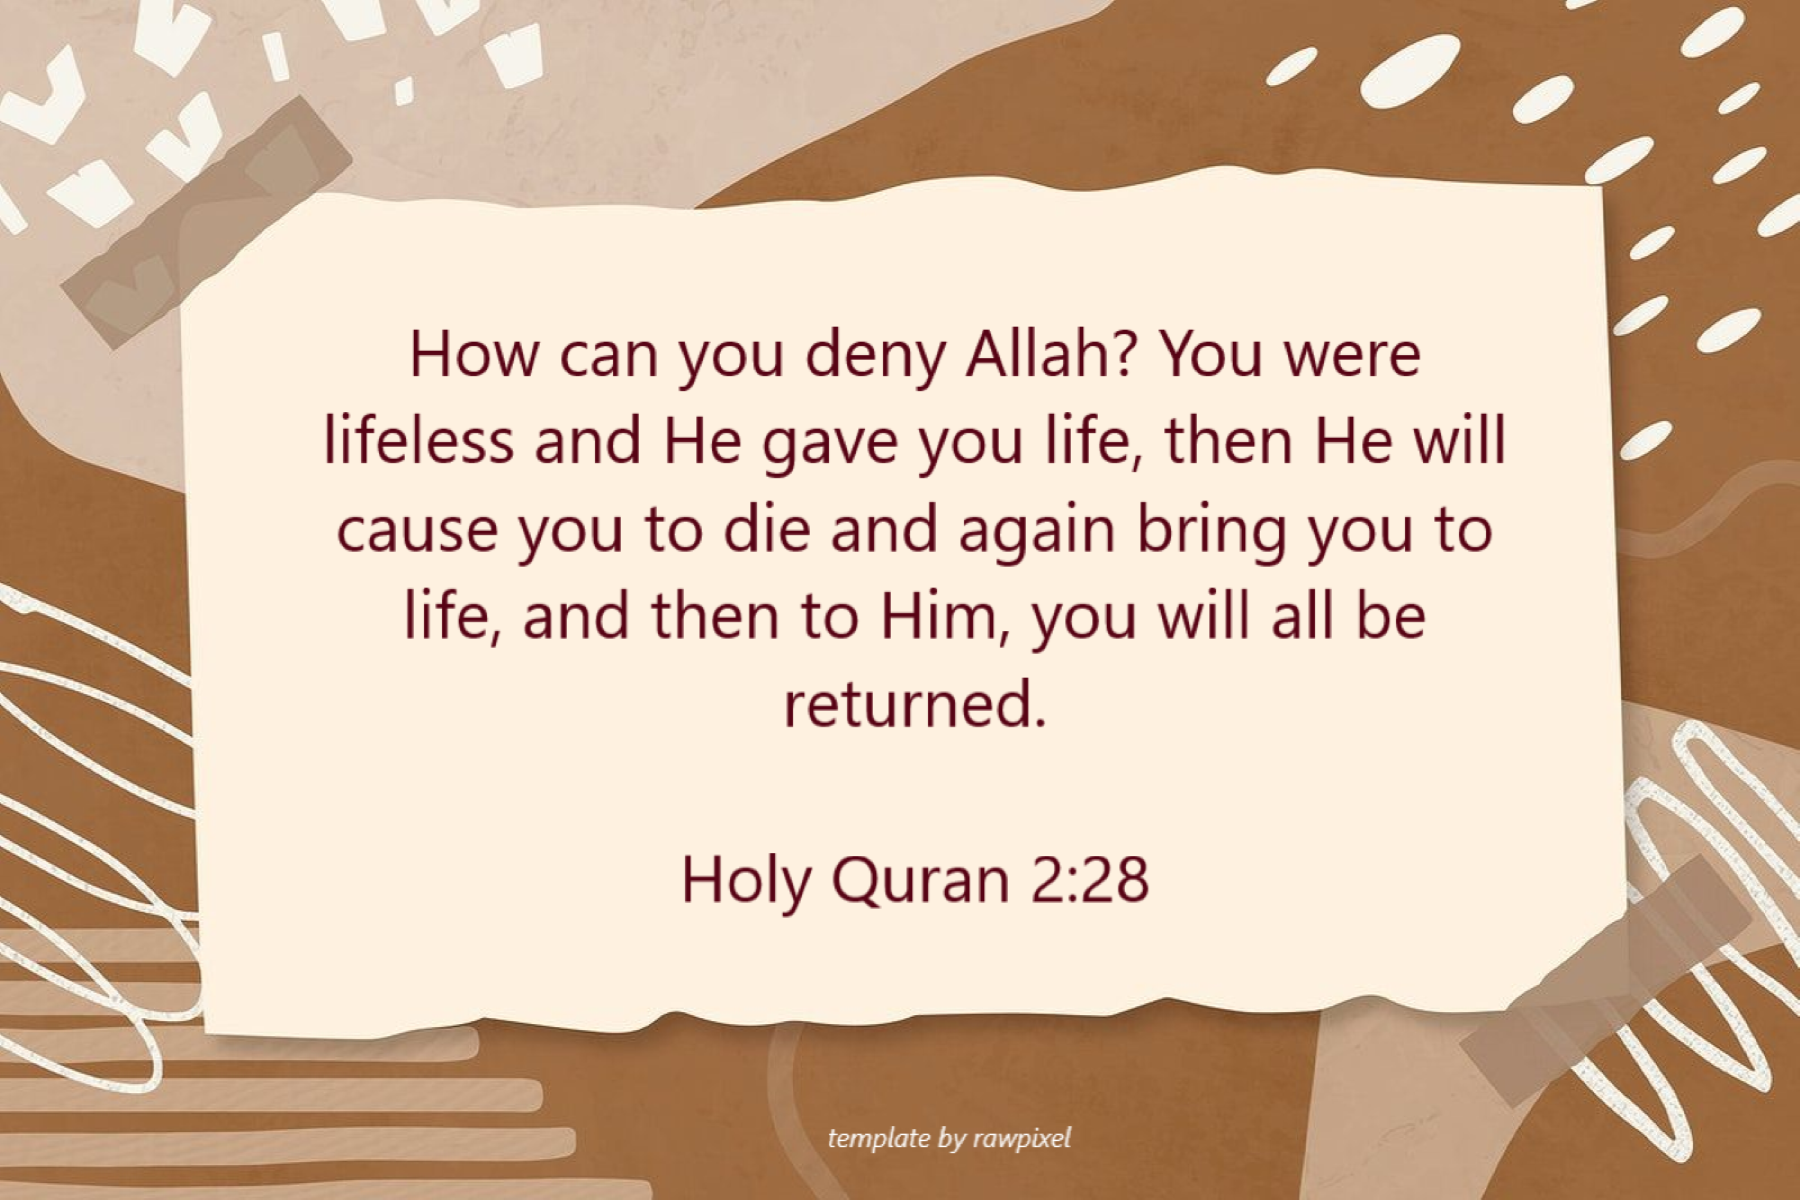 How can you deny Allah? You were
lifeless and He gave you life, then He will
cause you to die and again bring you to
life, and then to Him, you will all be
returned.
Holy Quran 2:28
template by rawpixel